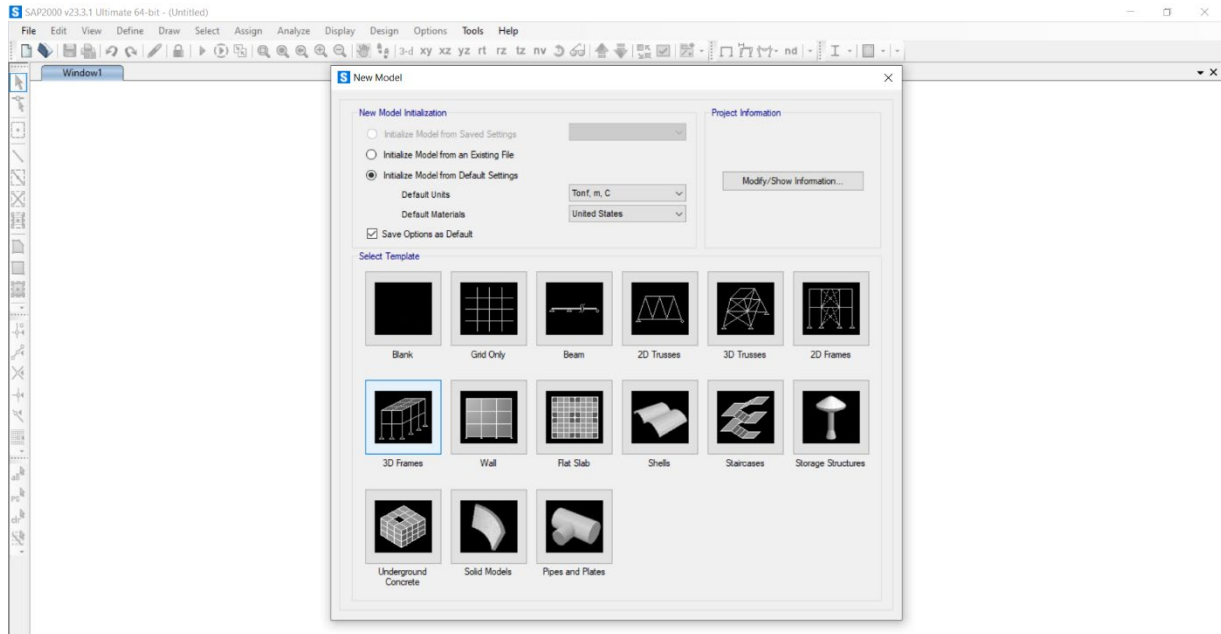 SAP2000 v23.3.1 Ultimate 64-bit - (Untitled)
File Edit View Define Draw Select Assign Analyze Display Design Options Tools Help
3-d xy xz yz rt rz tz nv
nd
Window1
New Model
New Model Initialization
Project Information
Initialize Model from Saved Settings
Initialize Model from an Existing File
Initialize Model from Default Settings
Modify/Show Information...
Default Units
Tonf, m, C
Default Materials
United States
Save Options as Default
Select Template
Blank
Grid Only
Beam
2D Trusses
3D Trusses
2D Frames
3D Frames
Wall
Flat Slab
Shells
Staircases
Storage Structures
Underground
Concrete
Solid Models
Pipes and Plates
all
PS
clr